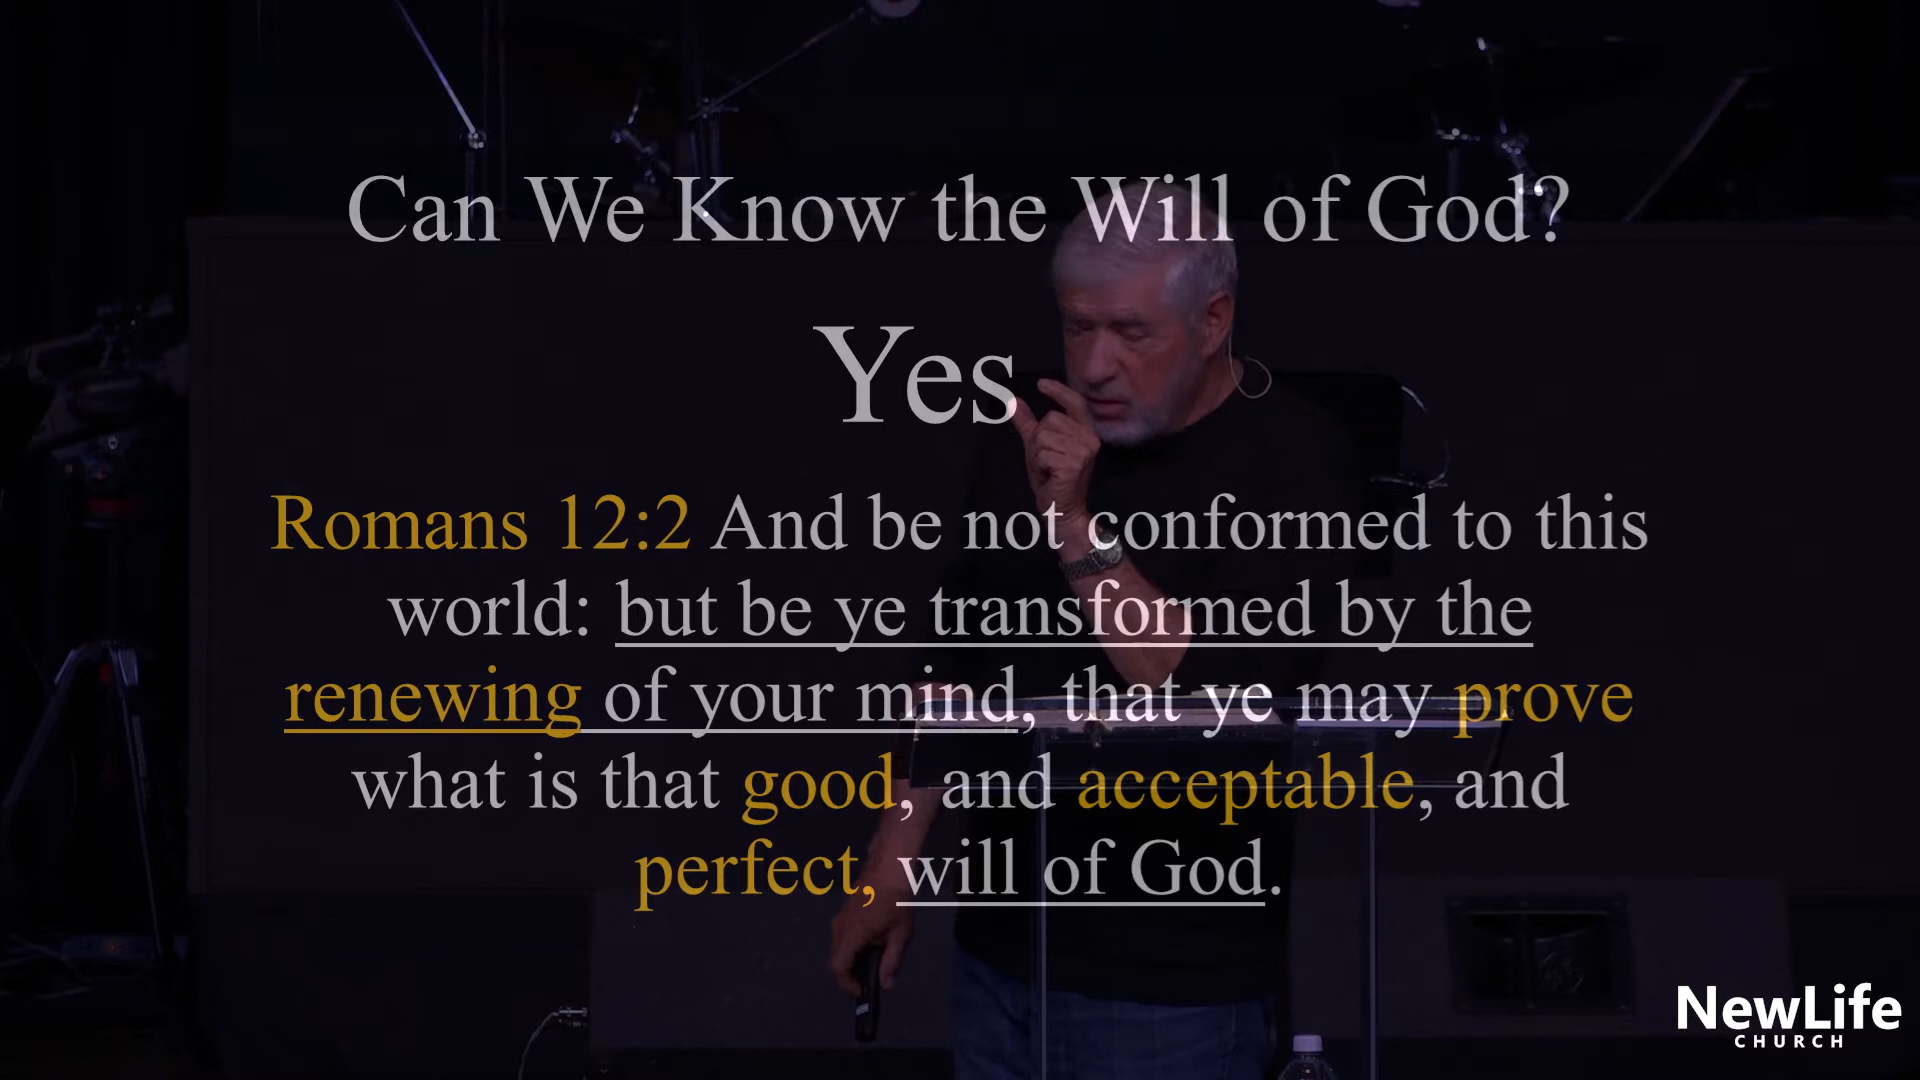 Can We Know the Will of God?
Yes
Romans 12:2 And be not conformed to this
world: but be ye transformed by the
renewing of your mind, that ye may prove
what is that good, and acceptable, and
perfect, will of God.
NewLife
CHURCH